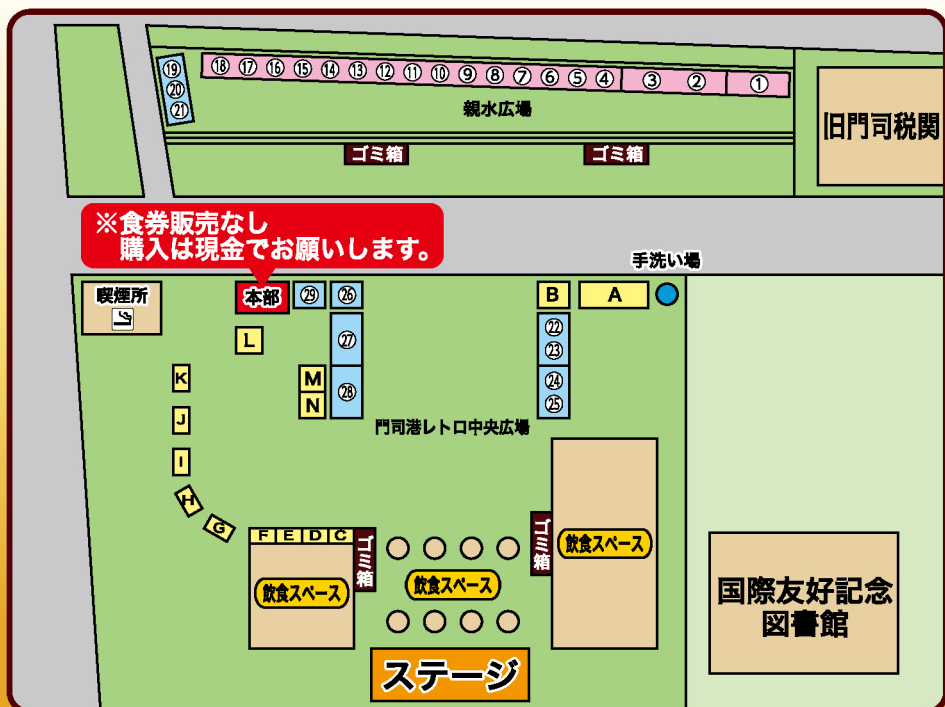 ⑲
⑳
㉑
⑱ ⑰ ⑯ ⑮ ⑭ ⑬ ⑫ ⑪ ⑩ ⑨ ⑧ ⑦ ⑥ ⑤ ④ ③ ② ①
親水広場
旧門司税関
ゴミ箱
ゴミ箱
※食券販売なし
購入は現金でお願いします。
手洗い場
喫煙所
本部
㉙
㉖
B
A
L
㉗
㉒
㉓
K
M
N
㉘
㉔
㉕
J
門司港レトロ中央広場
I
H
G
F E D C
ゴミ箱
ゴミ箱
飲食スペース
飲食スペース
飲食スペース
国際友好記念
図書館
ステージ